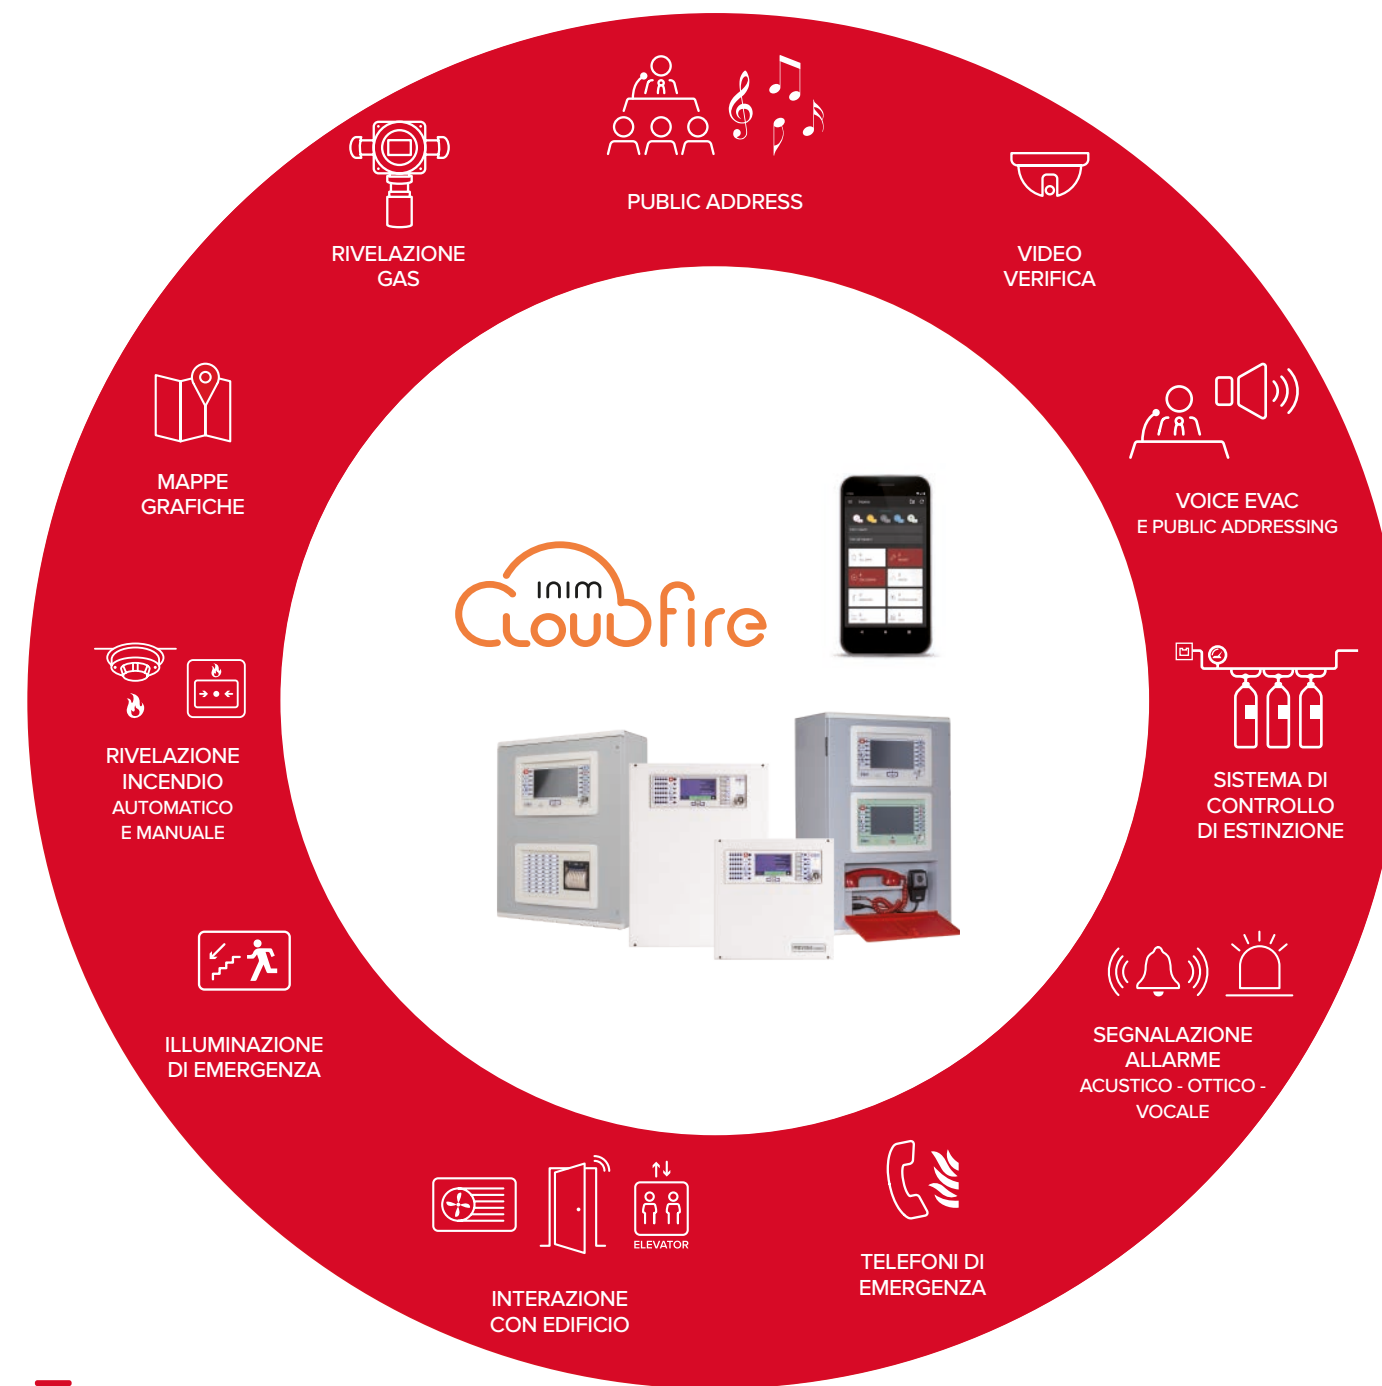 PUBLIC ADDRESS
VIDEO
VERIFICA
VOICE EVAC
E PUBLIC ADDRESSING
SISTEMA DI
CONTROLLO
DI ESTINZIONE
SEGNALAZIONE
ALLARME
ACUSTICO - OTTICO -
VOCALE
TELEFONI DI
EMERGENZA
ELEVATOR
INTERAZIONE
CON EDIFICIO
ILLUMINAZIONE
DI EMERGENZA
RIVELAZIONE
INCENDIO
AUTOMATICO
E MANUALE
MAPPE
GRAFICHE
RIVELAZIONE
GAS
INIM
CLOUDFIRE